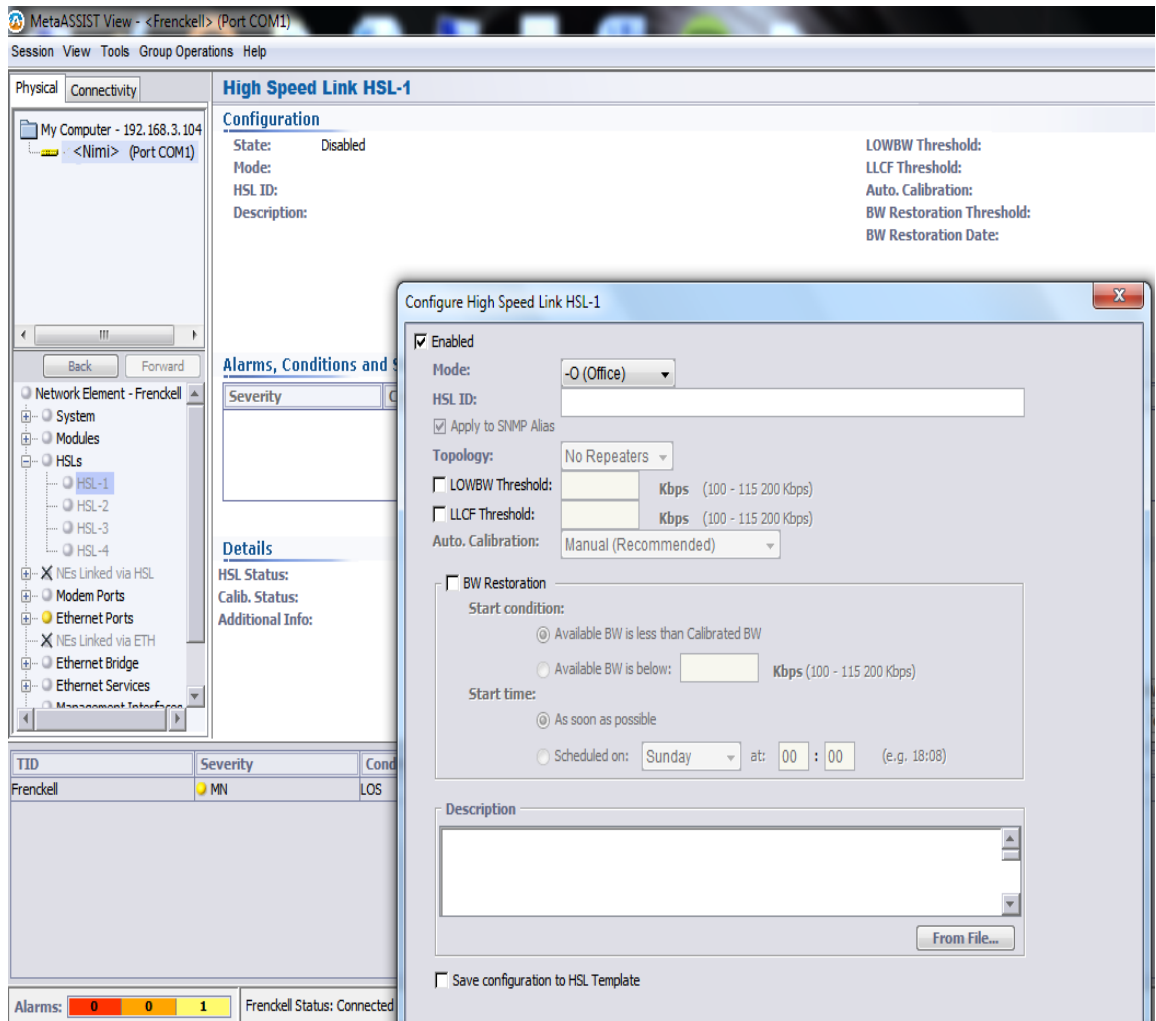 MetaASSIST View - <Frenckell> (Port COM1)
Session View Tools Group Operations Help
Physical Connectivity
My Computer - 192.168.3.104
<Nimi> (Port COM1)
Back Forward
Network Element - Frenckell
System
Modules
HSLs
HSL-1
HSL-2
HSL-3
HSL-4
NEs Linked via HSL
Modem Ports
Ethernet Ports
NEs Linked via ETH
Ethernet Bridge
Ethernet Services
Management Interfaces
High Speed Link HSL-1
Configuration
State: Disabled
Mode:
HSL ID:
Description:
LOWBW Threshold:
LLCF Threshold:
Auto. Calibration:
BW Restoration Threshold:
BW Restoration Date:
Alarms, Conditions and S
Severity C
Details
HSL Status:
Calib. Status:
Additional Info:
Configure High Speed Link HSL-1
X
Enabled
Mode: -O (Office)
HSL ID:
Apply to SNMP Alias
Topology: No Repeaters
LOWBW Threshold: Kbps (100 - 115 200 Kbps)
LLCF Threshold: Kbps (100 - 115 200 Kbps)
Auto. Calibration: Manual (Recommended)
BW Restoration
Start condition:
Available BW is less than Calibrated BW
Available BW is below: Kbps (100 - 115 200 Kbps)
Start time:
As soon as possible
Scheduled on: Sunday at: 00 : 00 (e.g. 18:08)
Description
From File...
Save configuration to HSL Template
TID Severity Cond
Frenckell MN LOS
Alarms: 0 0 1 Frenckell Status: Connected